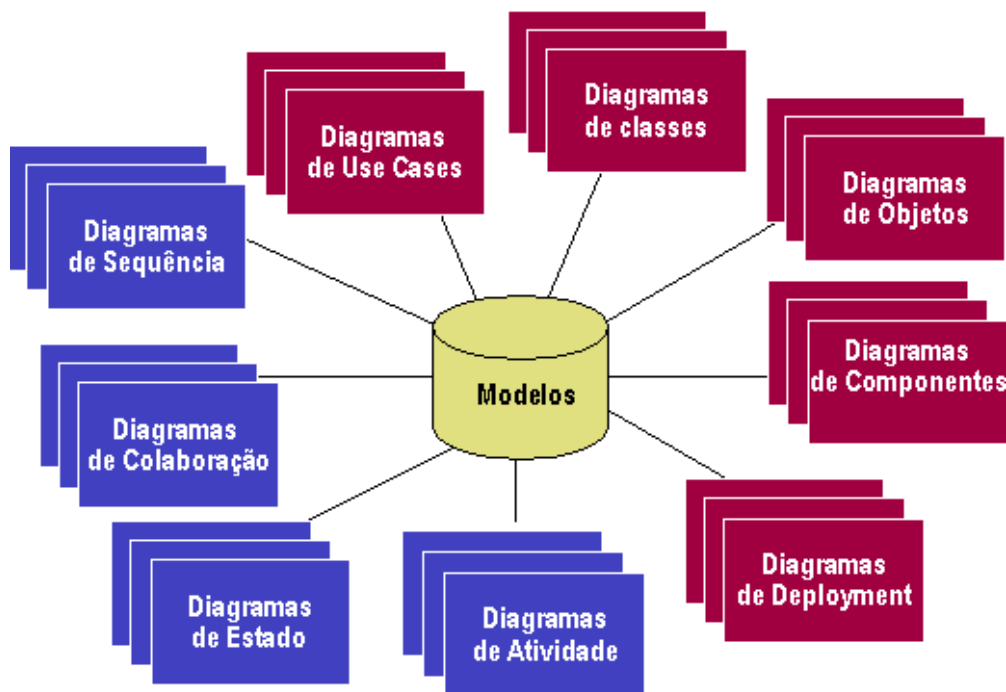 Diagramas
de classes
Diagramas
de Use Cases
Diagramas
de Objetos
Diagramas
de Sequência
Diagramas
de Componentes
Modelos
Diagramas
de Colaboração
Diagramas
de Deployment
Diagramas
de Estado
Diagramas
de Atividade